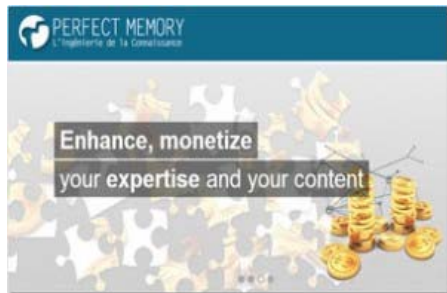 PERFECT MEMORY
L'ingénierie de la Connaissance
Enhance, monetize
your expertise and your content